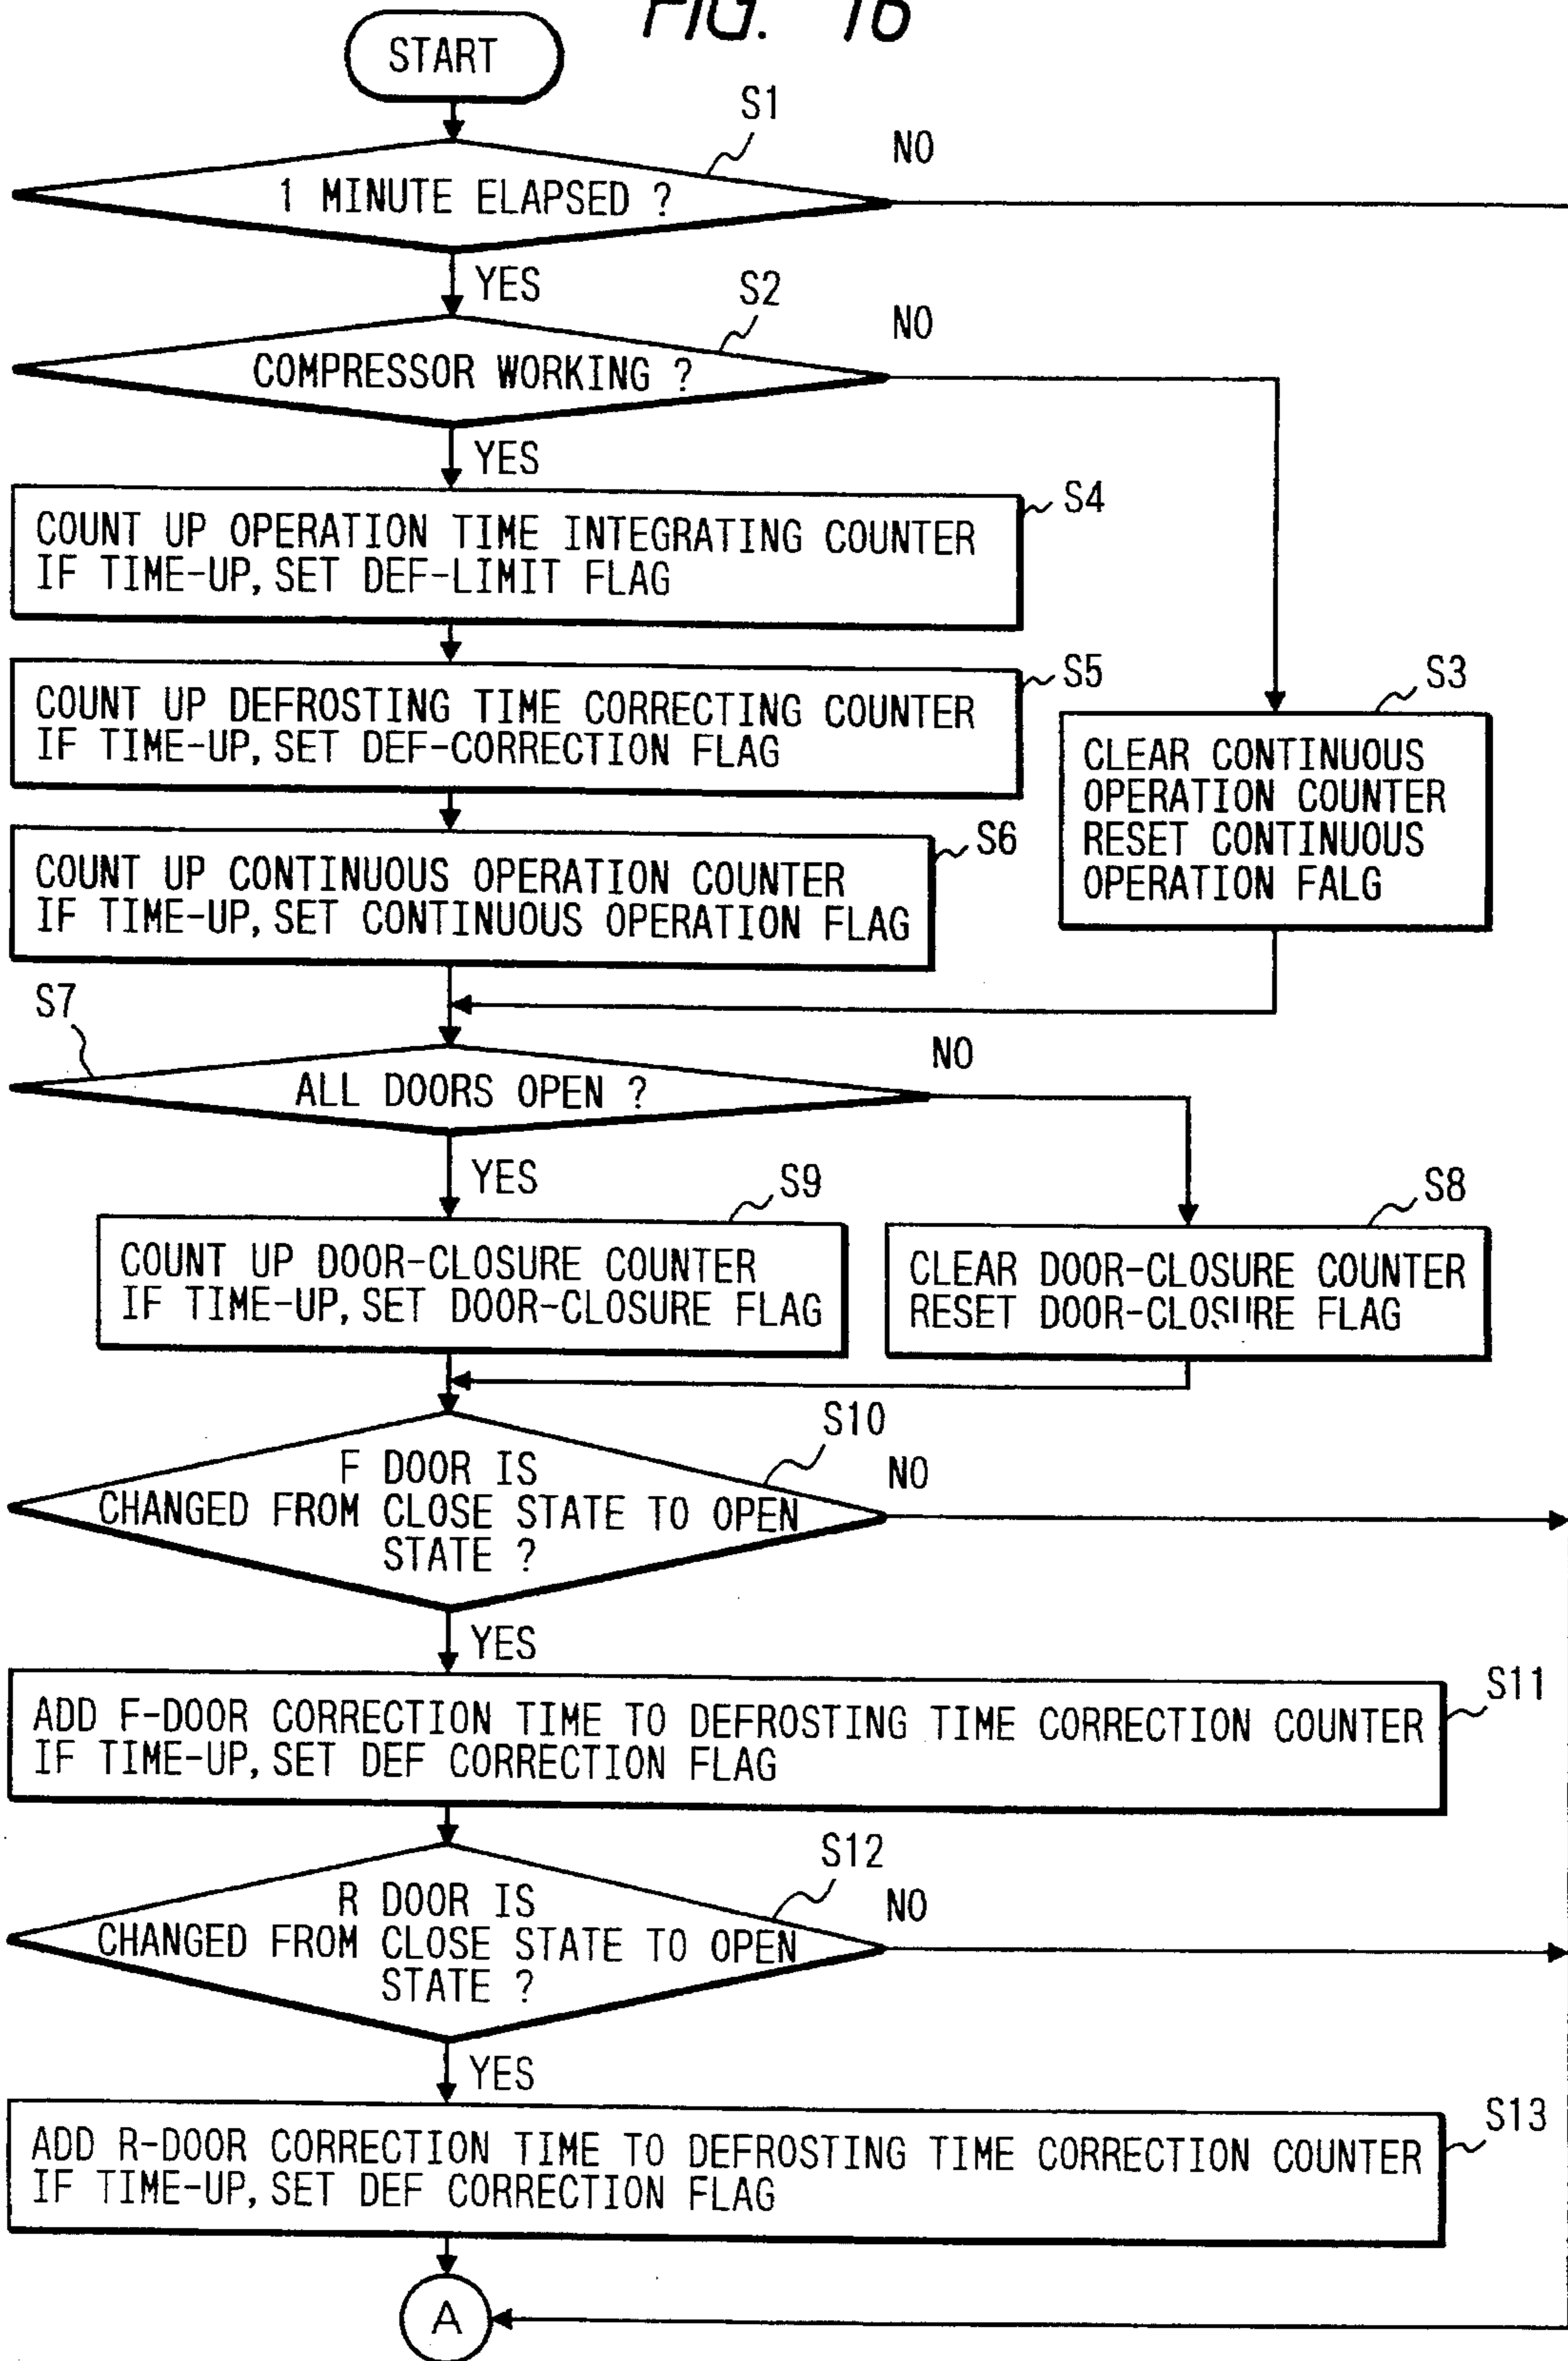 FIG. 16
START
S1
NO
1 MINUTE ELAPSED ?
YES
S2
NO
COMPRESSOR WORKING ?
YES
S4
COUNT UP OPERATION TIME INTEGRATING COUNTER
IF TIME-UP, SET DEF-LIMIT FLAG
S5
COUNT UP DEFROSTING TIME CORRECTING COUNTER
IF TIME-UP, SET DEF-CORRECTION FLAG
S3
CLEAR CONTINUOUS
OPERATION COUNTER
RESET CONTINUOUS
OPERATION FALG
S6
COUNT UP CONTINUOUS OPERATION COUNTER
IF TIME-UP, SET CONTINUOUS OPERATION FLAG
S7
NO
ALL DOORS OPEN ?
YES
S9
COUNT UP DOOR-CLOSURE COUNTER
IF TIME-UP, SET DOOR-CLOSURE FLAG
S8
CLEAR DOOR-CLOSURE COUNTER
RESET DOOR-CLOSURE FLAG
S10
NO
F DOOR IS
CHANGED FROM CLOSE STATE TO OPEN
STATE ?
YES
S11
ADD F-DOOR CORRECTION TIME TO DEFROSTING TIME CORRECTION COUNTER
IF TIME-UP, SET DEF CORRECTION FLAG
S12
NO
R DOOR IS
CHANGED FROM CLOSE STATE TO OPEN
STATE ?
YES
S13
ADD R-DOOR CORRECTION TIME TO DEFROSTING TIME CORRECTION COUNTER
IF TIME-UP, SET DEF CORRECTION FLAG
A